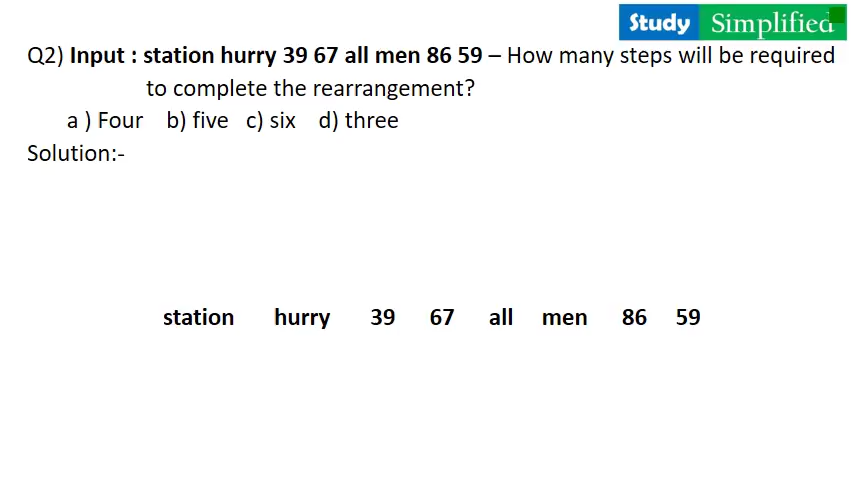 Study Simplified
Q2) Input : station hurry 39 67 all men 86 59 – How many steps will be required
to complete the rearrangement?
a ) Four b) five c) six d) three
Solution:-
station hurry 39 67 all men 86 59